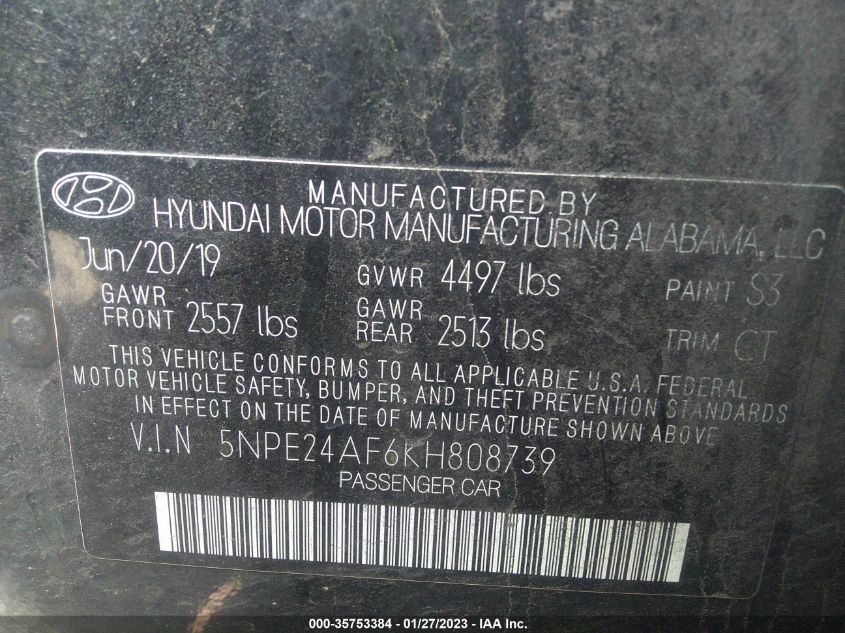 MANUFACTURED BY
HYUNDAI MOTOR MANUFACTURING ALABAMA, LLC
Jun/20/19 GVWR 4497 lbs PAINT S3
GAWR FRONT 2557 lbs GAWR REAR 2513 lbs TRIM CT
THIS VEHICLE CONFORMS TO ALL APPLICABLE U.S.A. FEDERAL
MOTOR VEHICLE SAFETY, BUMPER, AND THEFT PREVENTION STANDARDS
IN EFFECT ON THE DATE OF MANUFACTURE SHOWN ABOVE.
V.I.N 5NPE24AF6KH808739
PASSENGER CAR
000-35753384 - 01/27/2023 - IAA Inc.